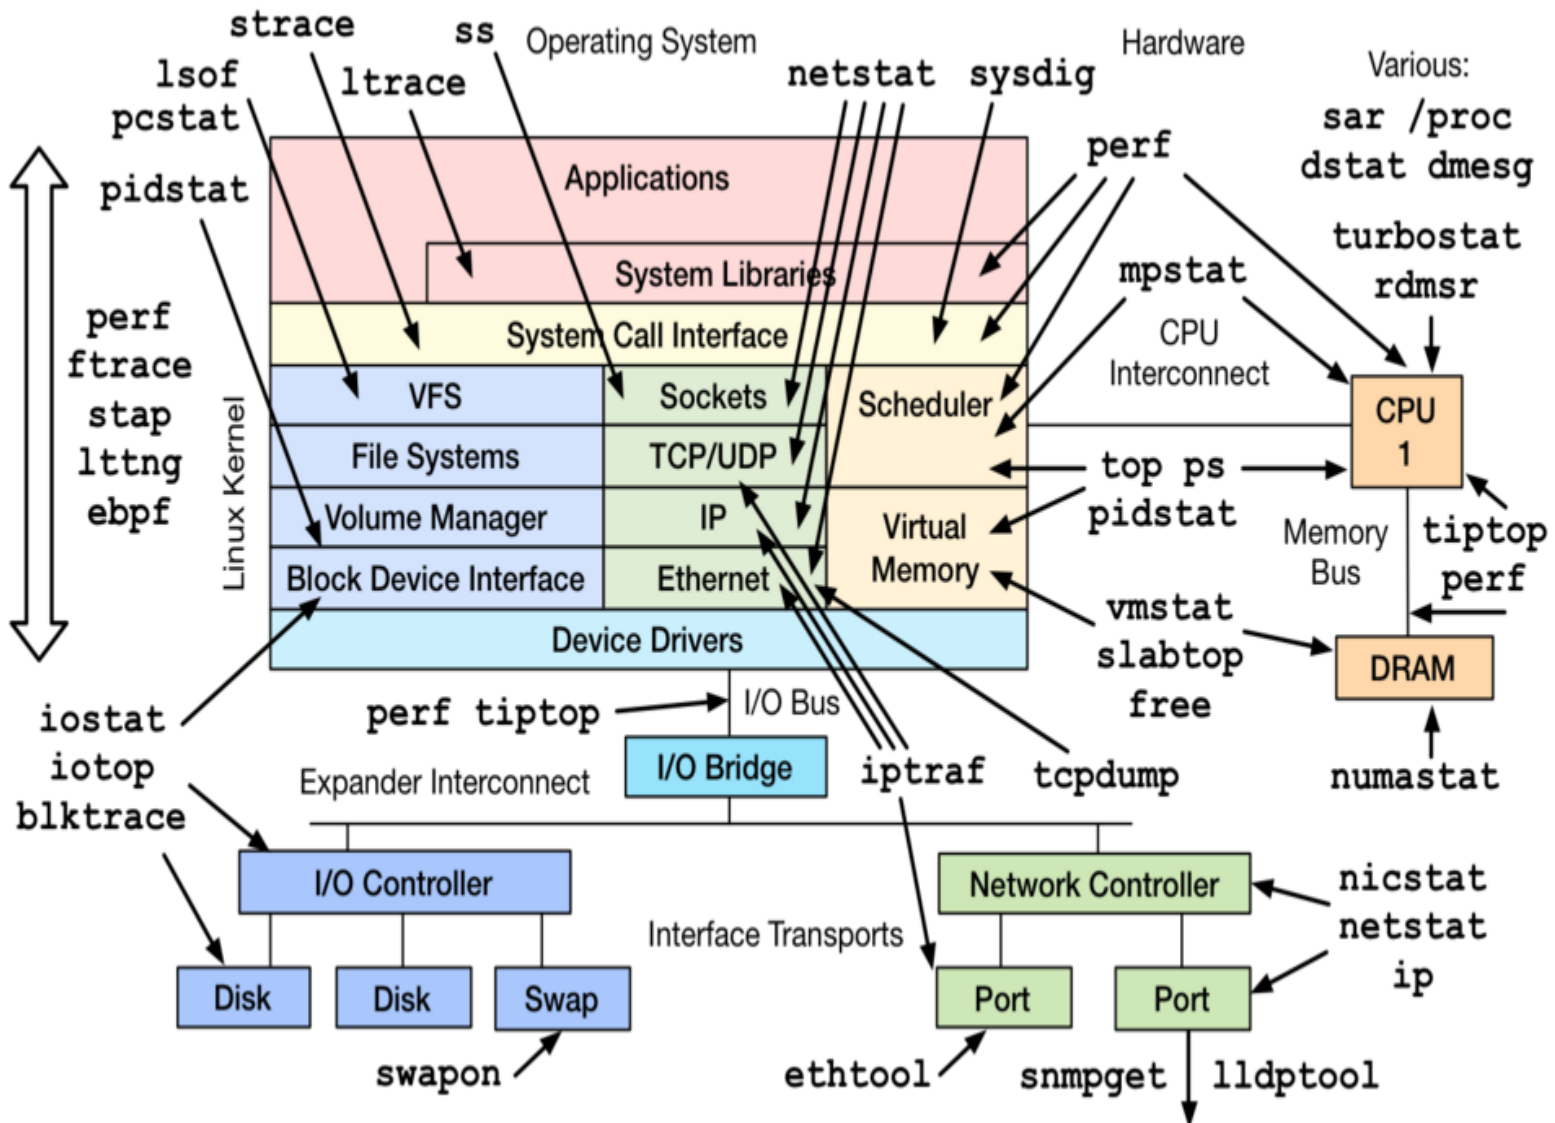 strace
ss
Operating System
Hardware
lsof
pcstat
ltrace
netstat
sysdig
Various:
sar /proc
dstat dmesg
perf
pidstat
Applications
turbostat
rdmsr
System Libraries
mpstat
perf
ftrace
stap
lttng
ebpf
System Call Interface
CPU
Interconnect
Linux Kernel
VFS
Sockets
Scheduler
CPU
1
File Systems
TCP/UDP
top ps
pidstat
Volume Manager
IP
Virtual
Memory
Memory
Bus
tiptop
perf
Block Device Interface
Ethernet
vmstat
slabtop
free
Device Drivers
DRAM
iostat
iotop
blktrace
perf tiptop
I/O Bus
I/O Bridge
iptraf
tcpdump
numastat
Expander Interconnect
I/O Controller
Network Controller
nicstat
netstat
ip
Interface Transports
Disk
Disk
Swap
Port
Port
swapon
ethtool
snmpget
lldptool